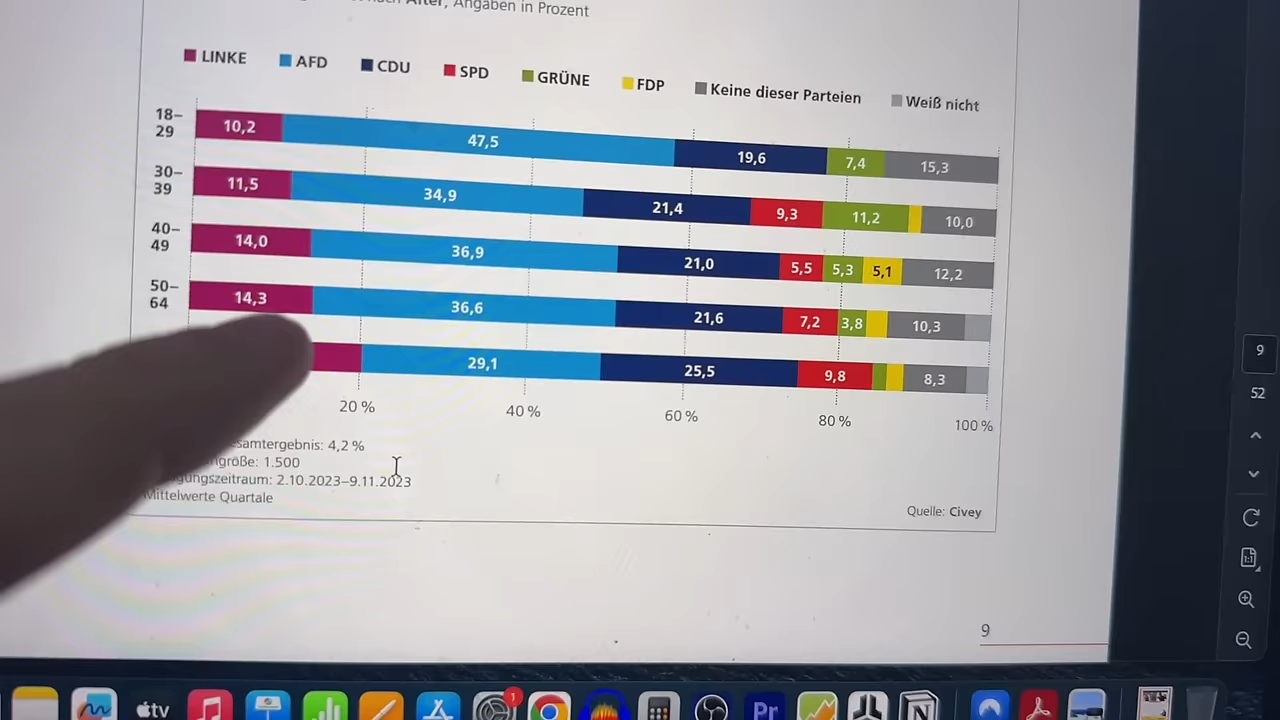 Alter, Angaben in Prozent
LINKE AFD CDU SPD GRÜNE FDP Keine dieser Parteien Weiß nicht
18–
29
10,2 47,5 19,6 7,4 15,3
30–
39
11,5 34,9 21,4 9,3 11,2 10,0
40–
49
14,0 36,9 21,0 5,5 5,3 5,1 12,2
50–
64
14,3 36,6 21,6 7,2 3,8 10,3
29,1 25,5 9,8 8,3
20 % 40 % 60 % 80 % 100 %
samtergebnis: 4,2 %
größe: 1.500
gungszeitraum: 2.10.2023–9.11.2023
Mittelwerte Quartale
Quelle: Civey
9
9
52
1:1
tv
1
Pr
N